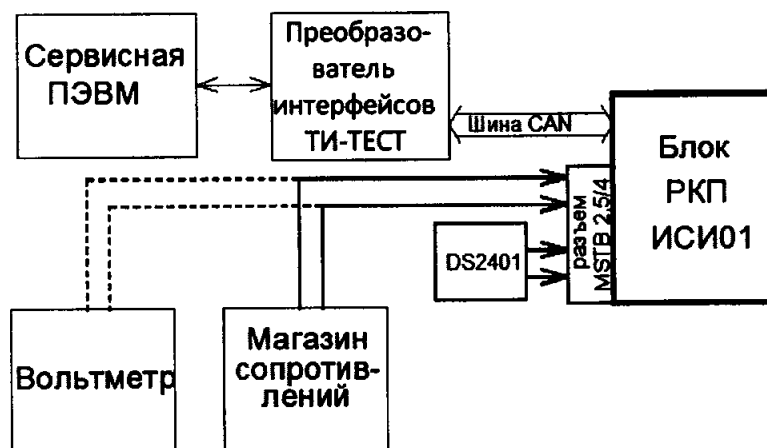 Сервисная
ПЭВМ
Преобразо-
ватель
интерфейсов
ТИ-ТЕСТ
Шина CAN
Блок
РКП
ИСИ01
разъем
MSTB 2,5/4
DS2401
Вольтметр
Магазин
сопротив-
лений